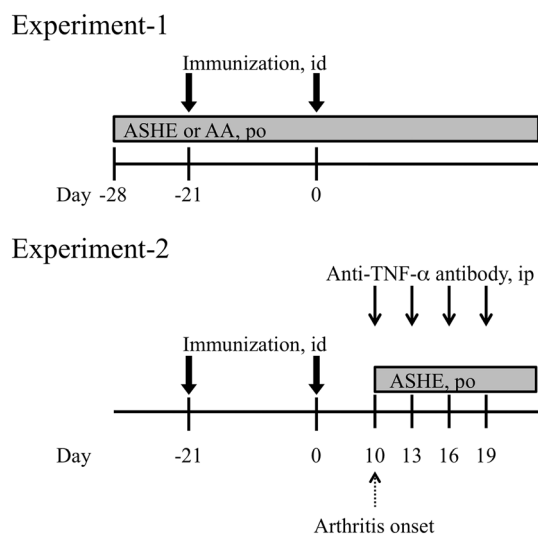 Experiment-1
Immunization, id
ASHE or AA, po
Day -28 -21 0
Experiment-2
Anti-TNF-α antibody, ip
Immunization, id
ASHE, po
Day -21 0 10 13 16 19
Arthritis onset